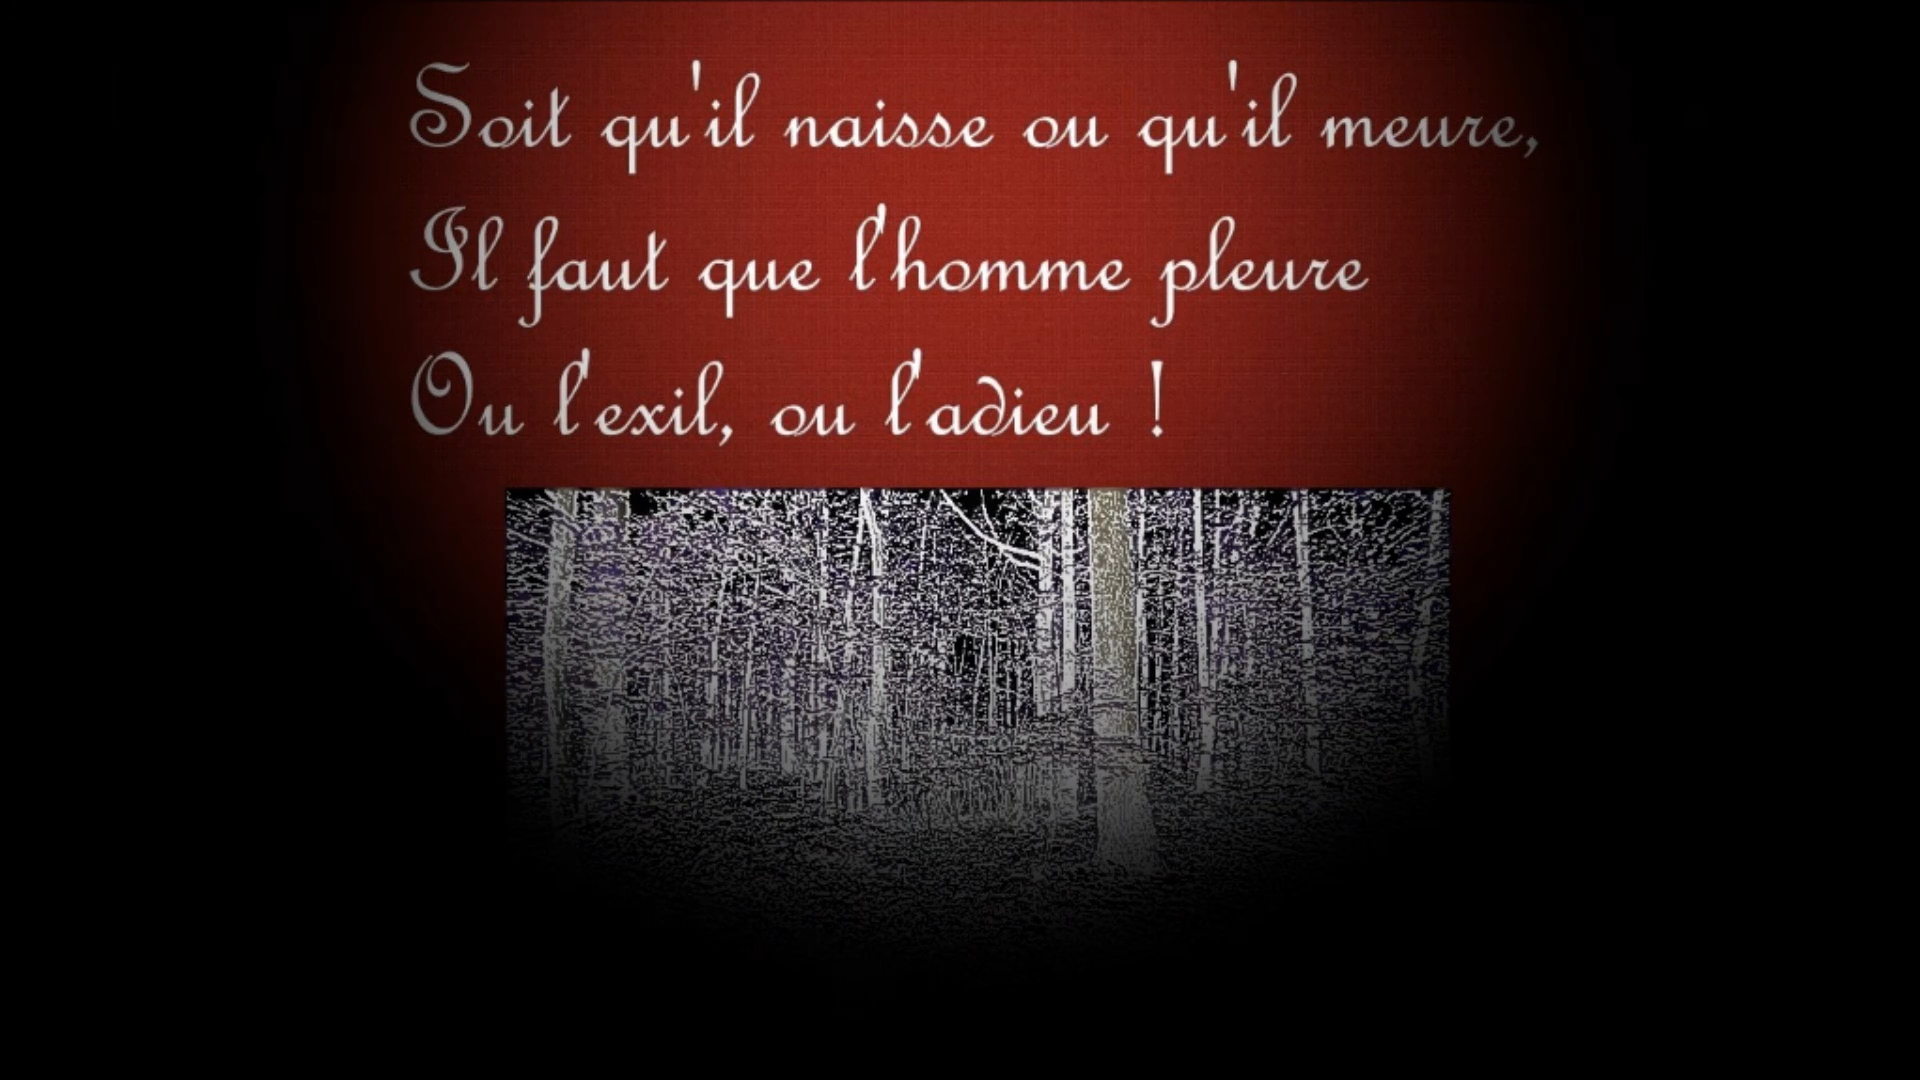 Soit qu'il naisse ou qu'il meure,
Il faut que l'homme pleure
Ou l'exil, ou l'adieu !